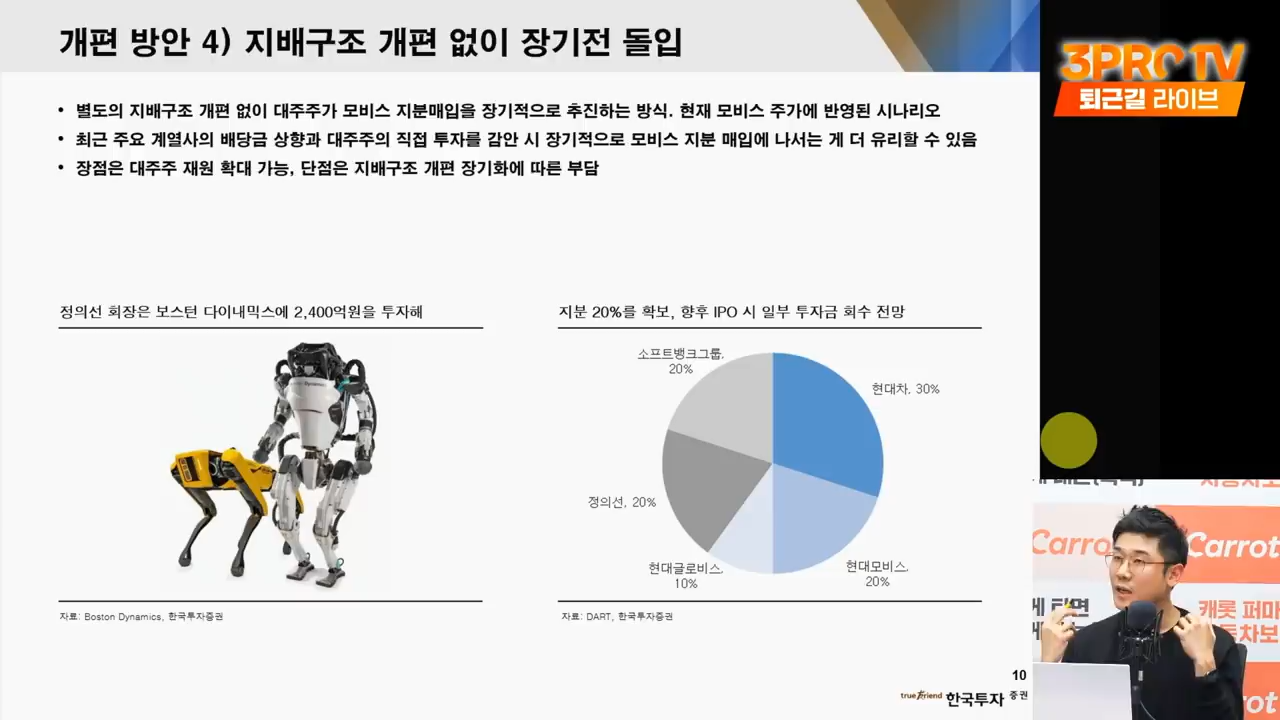 개편 방안 4) 지배구조 개편 없이 장기전 돌입
3PRO TV
퇴근길 라이브
• 별도의 지배구조 개편 없이 대주주가 모비스 지분매입을 장기적으로 추진하는 방식. 현재 모비스 주가에 반영된 시나리오
• 최근 주요 계열사의 배당금 상향과 대주주의 직접 투자를 감안 시 장기적으로 모비스 지분 매입에 나서는 게 더 유리할 수 있음
• 장점은 대주주 재원 확대 가능, 단점은 지배구조 개편 장기화에 따른 부담
정의선 회장은 보스턴 다이내믹스에 2,400억원을 투자해
지분 20%를 확보, 향후 IPO 시 일부 투자금 회수 전망
소프트뱅크그룹,
20%
현대차, 30%
정의선, 20%
현대글로비스,
10%
현대모비스,
20%
자료: Boston Dynamics, 한국투자증권
자료: DART, 한국투자증권
Carrot
캐롯 퍼마
10
true friend 한국투자증권